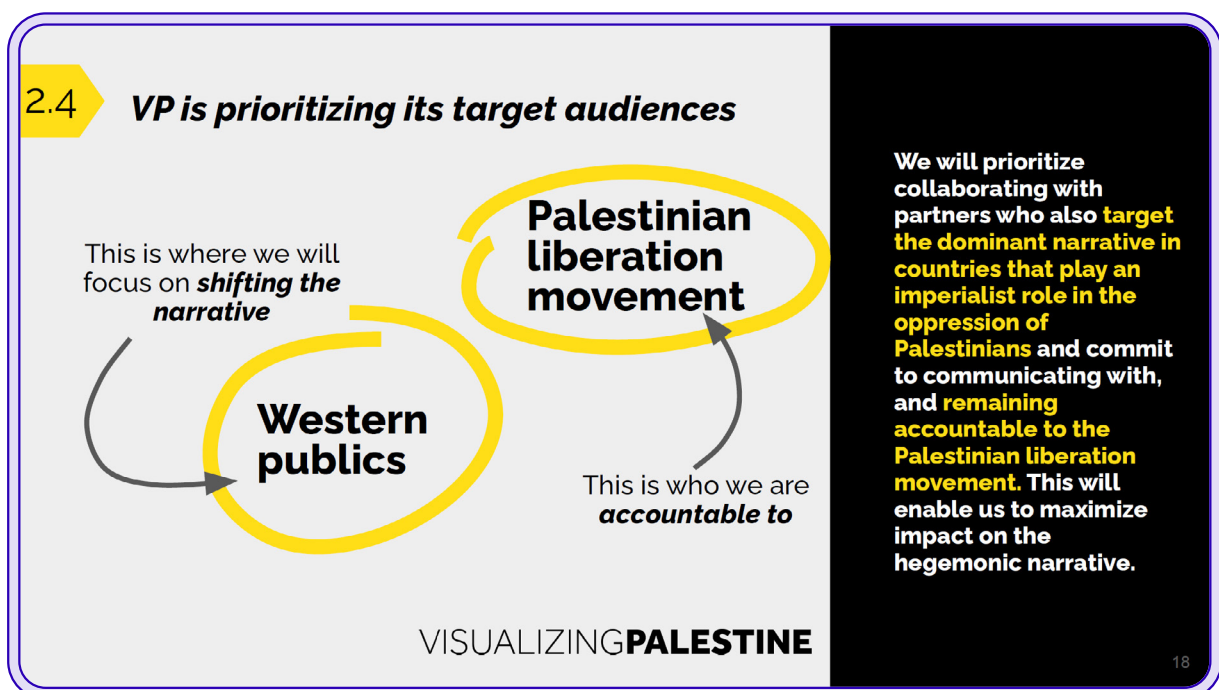 2.4
VP is prioritizing its target audiences
This is where we will
focus on shifting the
narrative
Western
publics
Palestinian
liberation
movement
This is who we are
accountable to
VISUALIZINGPALESTINE
We will prioritize
collaborating with
partners who also target
the dominant narrative in
countries that play an
imperialist role in the
oppression of
Palestinians and commit
to communicating with,
and remaining
accountable to the
Palestinian liberation
movement. This will
enable us to maximize
impact on the
hegemonic narrative.
18